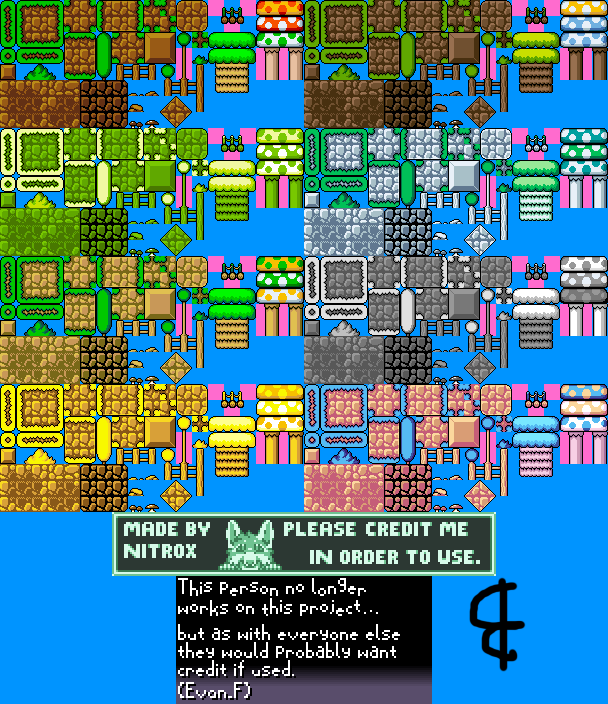 MADE BY PLEASE CREDIT ME
NITROX IN ORDER TO USE.
This person no longer
works on this project...
but as with everyone else
they would probably want
credit if used.
(Evan.F)